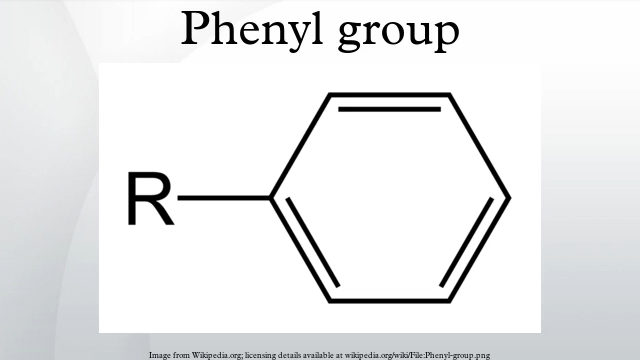 Phenyl group
R
Image from Wikipedia.org; licensing details available at wikipedia.org/wiki/File:Phenyl-group.png